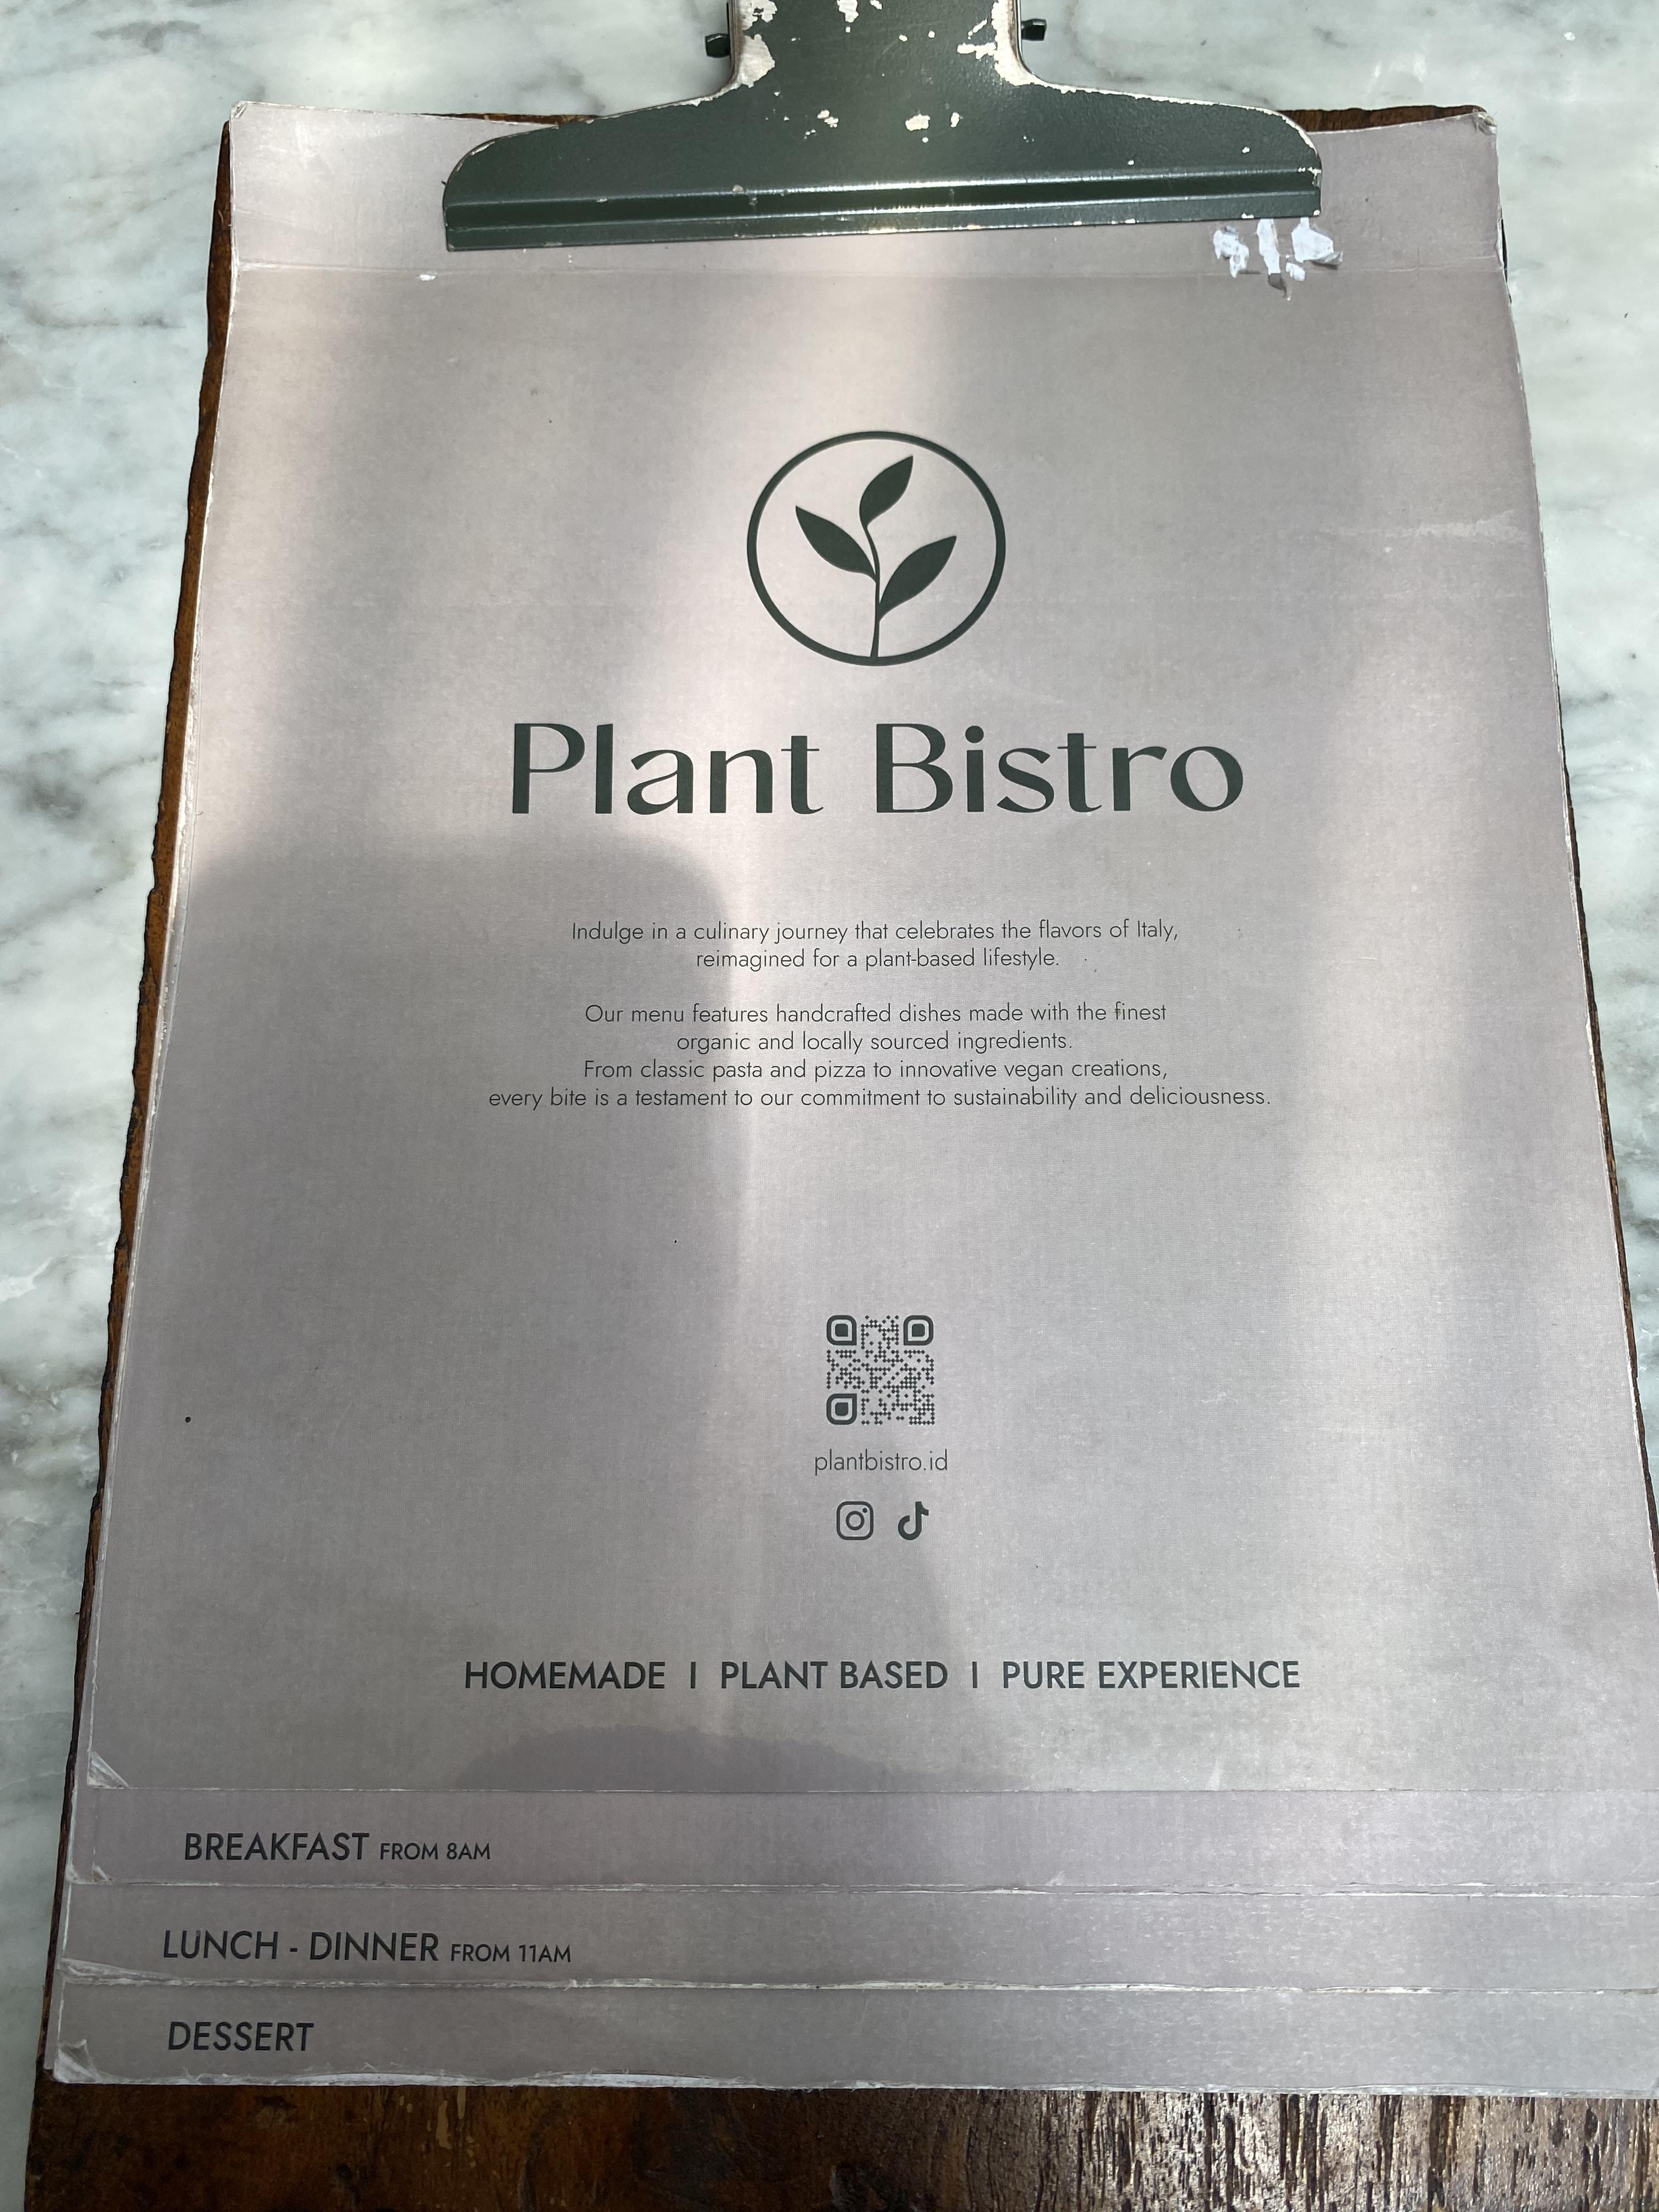 Plant Bistro
Indulge in a culinary journey that celebrates the flavors of Italy,
reimagined for a plant-based lifestyle.
Our menu features handcrafted dishes made with the finest
organic and locally sourced ingredients.
From classic pasta and pizza to innovative vegan creations,
every bite is a testament to our commitment to sustainability and deliciousness.
plantbistro.id
HOMEMADE I PLANT BASED I PURE EXPERIENCE
BREAKFAST FROM 8AM
LUNCH - DINNER FROM 11AM
DESSERT